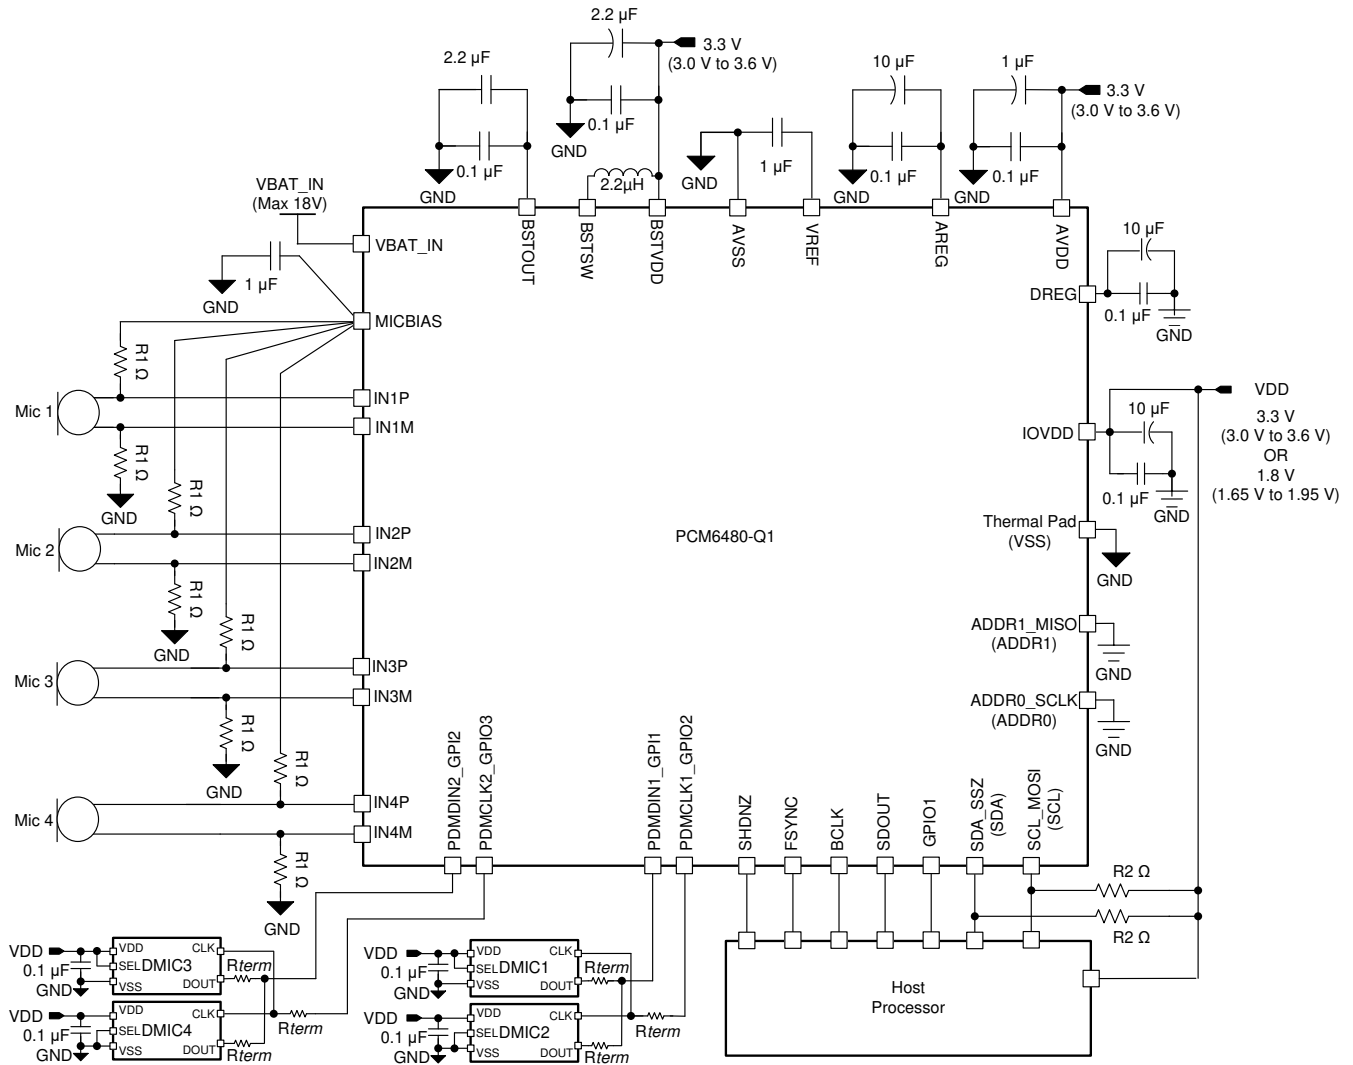 2.2 µF
3.3 V
(3.0 V to 3.6 V)
0.1 µF
GND
2.2µH
2.2 µF
0.1 µF
GND
1 µF
GND
10 µF
0.1 µF
GND
1 µF
3.3 V
(3.0 V to 3.6 V)
0.1 µF
GND
VBAT_IN
(Max 18V)
1 µF
GND
BSTOUT
BSTSW
BSTVDD
AVSS
VREF
AREG
AVDD
VBAT_IN
MICBIAS
IN1P
IN1M
IN2P
IN2M
IN3P
IN3M
IN4P
IN4M
Mic 1
R1 Ω
R1 Ω
GND
Mic 2
R1 Ω
R1 Ω
GND
Mic 3
R1 Ω
R1 Ω
GND
Mic 4
R1 Ω
R1 Ω
GND
PCM6480-Q1
DREG
10 µF
0.1 µF
GND
IOVDD
10 µF
0.1 µF
GND
VDD
3.3 V
(3.0 V to 3.6 V)
OR
1.8 V
(1.65 V to 1.95 V)
Thermal Pad
(VSS)
GND
ADDR1_MISO
(ADDR1)
GND
ADDR0_SCLK
(ADDR0)
GND
PDMDIN2_GPI2
PDMCLK2_GPIO3
PDMDIN1_GPI1
PDMCLK1_GPIO2
SHDNZ
FSYNC
BCLK
SDOUT
GPIO1
SDA_SSZ
(SDA)
SCL_MOSI
(SCL)
R2 Ω
R2 Ω
Host
Processor
VDD
0.1 µF
GND
VDD
SEL
VSS
DMIC3
CLK
DOUT
Rterm
VDD
0.1 µF
GND
VDD
SEL
VSS
DMIC4
CLK
DOUT
Rterm
Rterm
VDD
0.1 µF
GND
VDD
SEL
VSS
DMIC1
CLK
DOUT
Rterm
VDD
0.1 µF
GND
VDD
SEL
VSS
DMIC2
CLK
DOUT
Rterm
Rterm